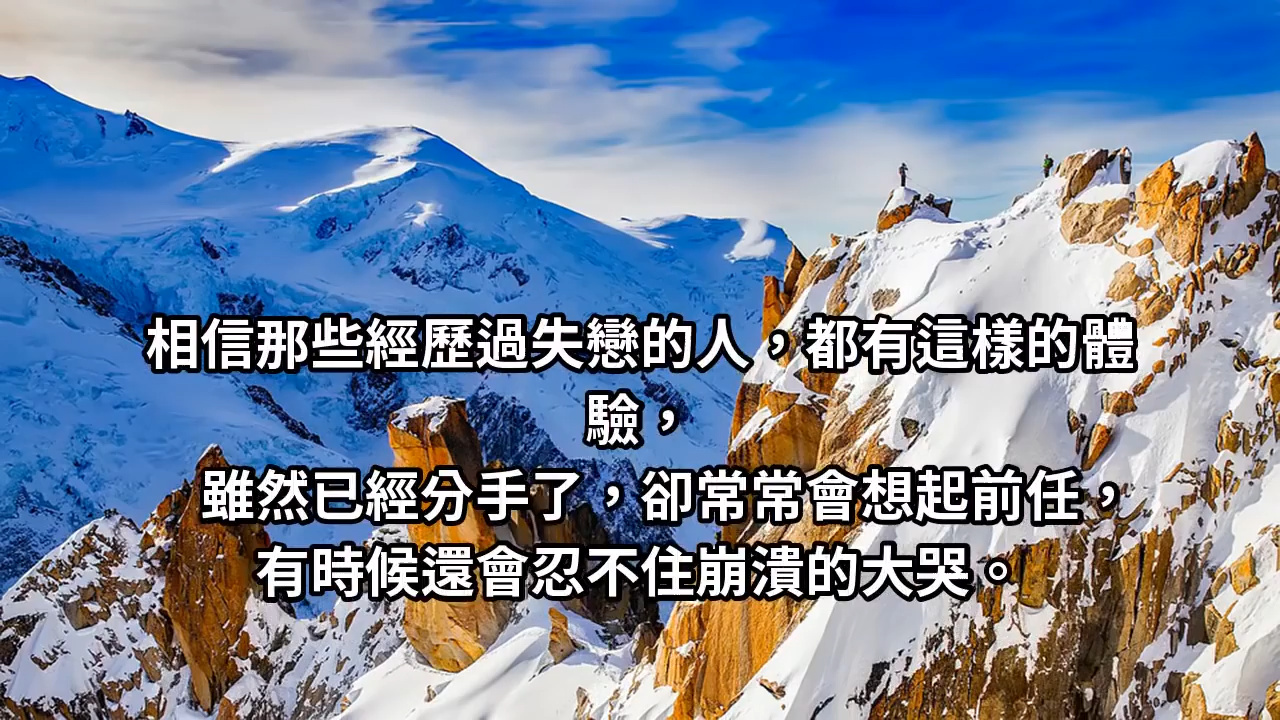 相信那些經歷過失戀的人，都有這樣的體
驗，
雖然已經分手了，卻常常會想起前任，
有時候還會忍不住崩潰的大哭。